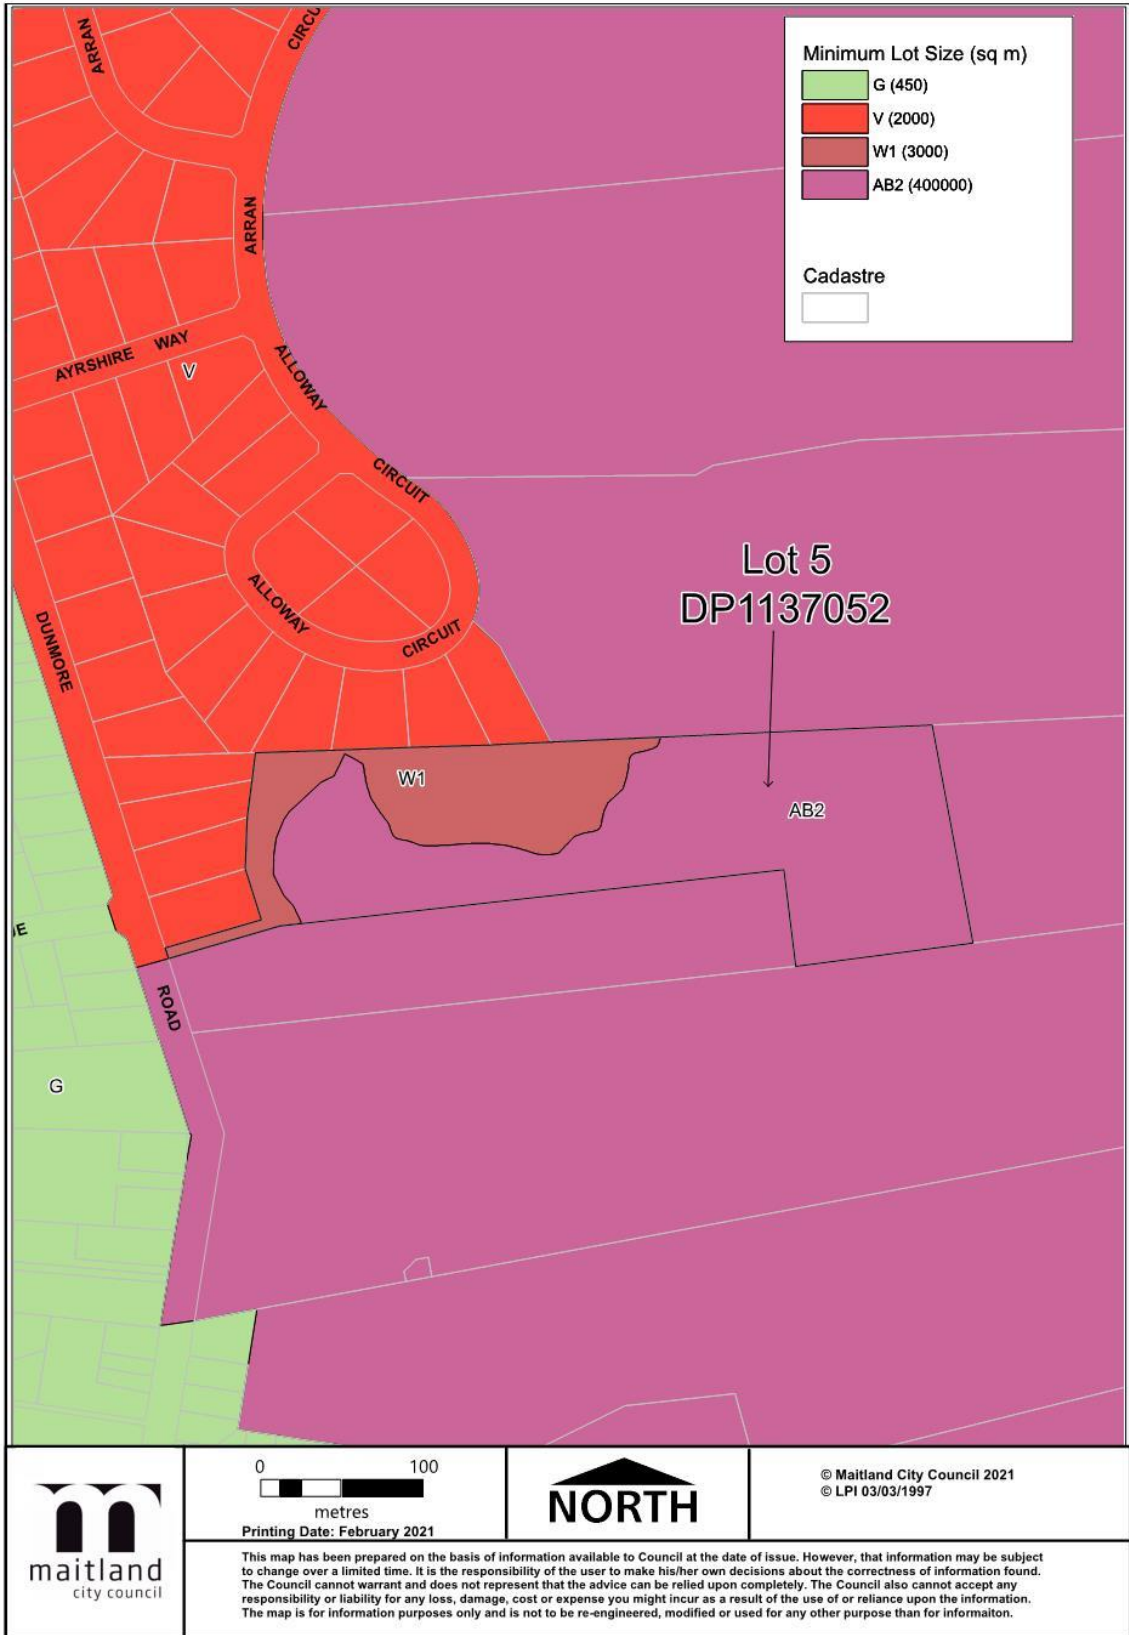 ARRAN
CIRCU
Minimum Lot Size (sq m)
G (450)
V (2000)
W1 (3000)
AB2 (400000)
Cadastre
ARRAN
AYRSHIRE WAY
V
ALLOWAY
CIRCUIT
Lot 5
DP1137052
ALLOWAY
CIRCUIT
DUNMORE
W1
AB2
JE
ROAD
G
maitland
city council
0 100
metres
Printing Date: February 2021
NORTH
© Maitland City Council 2021
© LPI 03/03/1997
This map has been prepared on the basis of information available to Council at the date of issue. However, that information may be subject
to change over a limited time. It is the responsibility of the user to make his/her own decisions about the correctness of information found.
The Council cannot warrant and does not represent that the advice can be relied upon completely. The Council also cannot accept any
responsibility or liability for any loss, damage, cost or expense you might incur as a result of the use of or reliance upon the information.
The map is for information purposes only and is not to be re-engineered, modified or used for any other purpose than for informaiton.